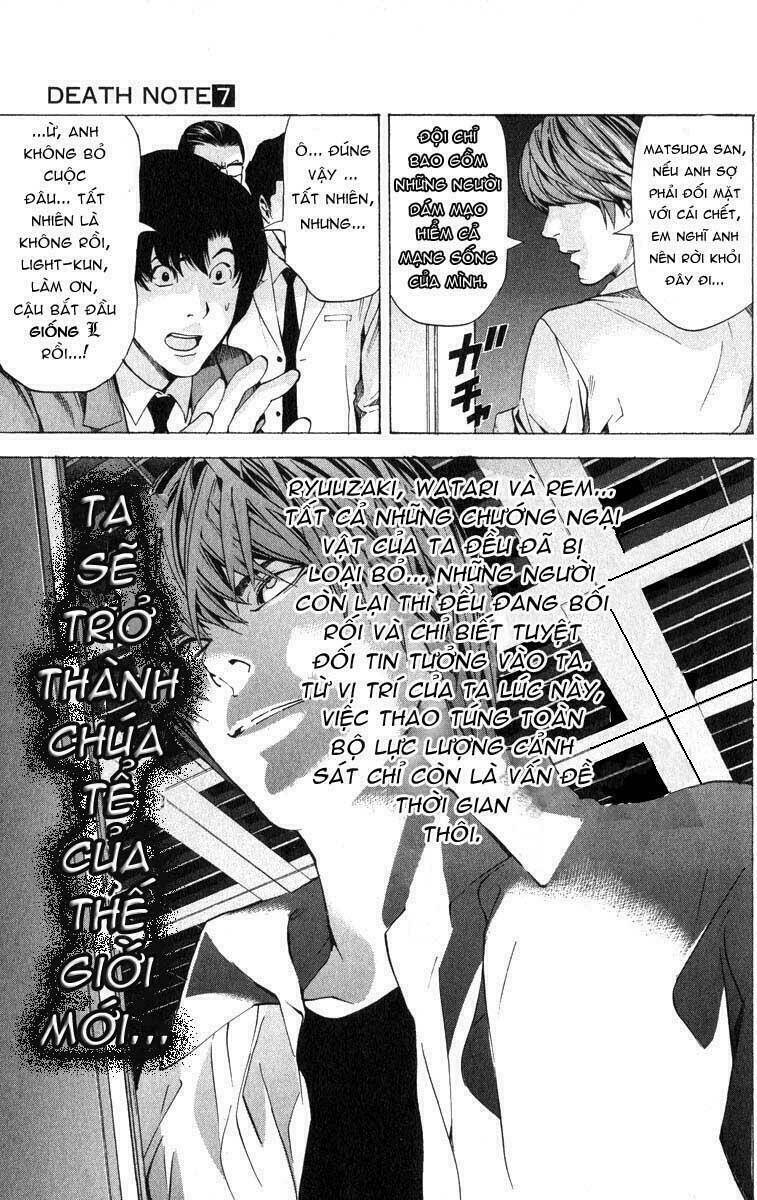 DEATH NOTE 7
MATSUDA SAN,
NẾU ANH SỢ
PHẢI ĐỐI MẶT
VỚI CÁI CHẾT,
EM NGHĨ ANH
NÊN RỜI KHỎI
ĐÂY ĐI...
ĐỘI CHỈ
BAO GỒM
NHỮNG NGƯỜI
DÁM MẠO
HIỂM CẢ
MẠNG SỐNG
CỦA MÌNH.
ガチャ
Ô... ĐÚNG
VẬY ...
TẤT NHIÊN,
NHƯNG...
...Ừ, ANH
KHÔNG BỎ
CUỘC
ĐÂU... TẤT
NHIÊN LÀ
KHÔNG RỒI,
LIGHT-KUN,
LÀM ƠN,
CẬU BẮT ĐẦU
GIỐNG L
RỒI...!
RYUUZAKI, WATARI VÀ REM...
TẤT CẢ NHỮNG CHƯỚNG NGẠI
VẬT CỦA TA ĐỀU ĐÃ BỊ
LOẠI BỎ... NHỮNG NGƯỜI
CÒN LẠI THÌ ĐỀU ĐANG BỐI
RỐI VÀ CHỈ BIẾT TUYỆT
ĐỐI TIN TƯỞNG VÀO TA.
TỪ VỊ TRÍ CỦA TA LÚC NÀY,
VIỆC THAO TÚNG TOÀN
BỘ LỰC LƯỢNG CẢNH
SÁT CHỈ CÒN LÀ VẤN ĐỀ
THỜI GIAN
THÔI.
TA
SẼ
TRỞ
THÀNH
CHÚA
TỂ
CỦA
THẾ
GIỚI
MỚI...